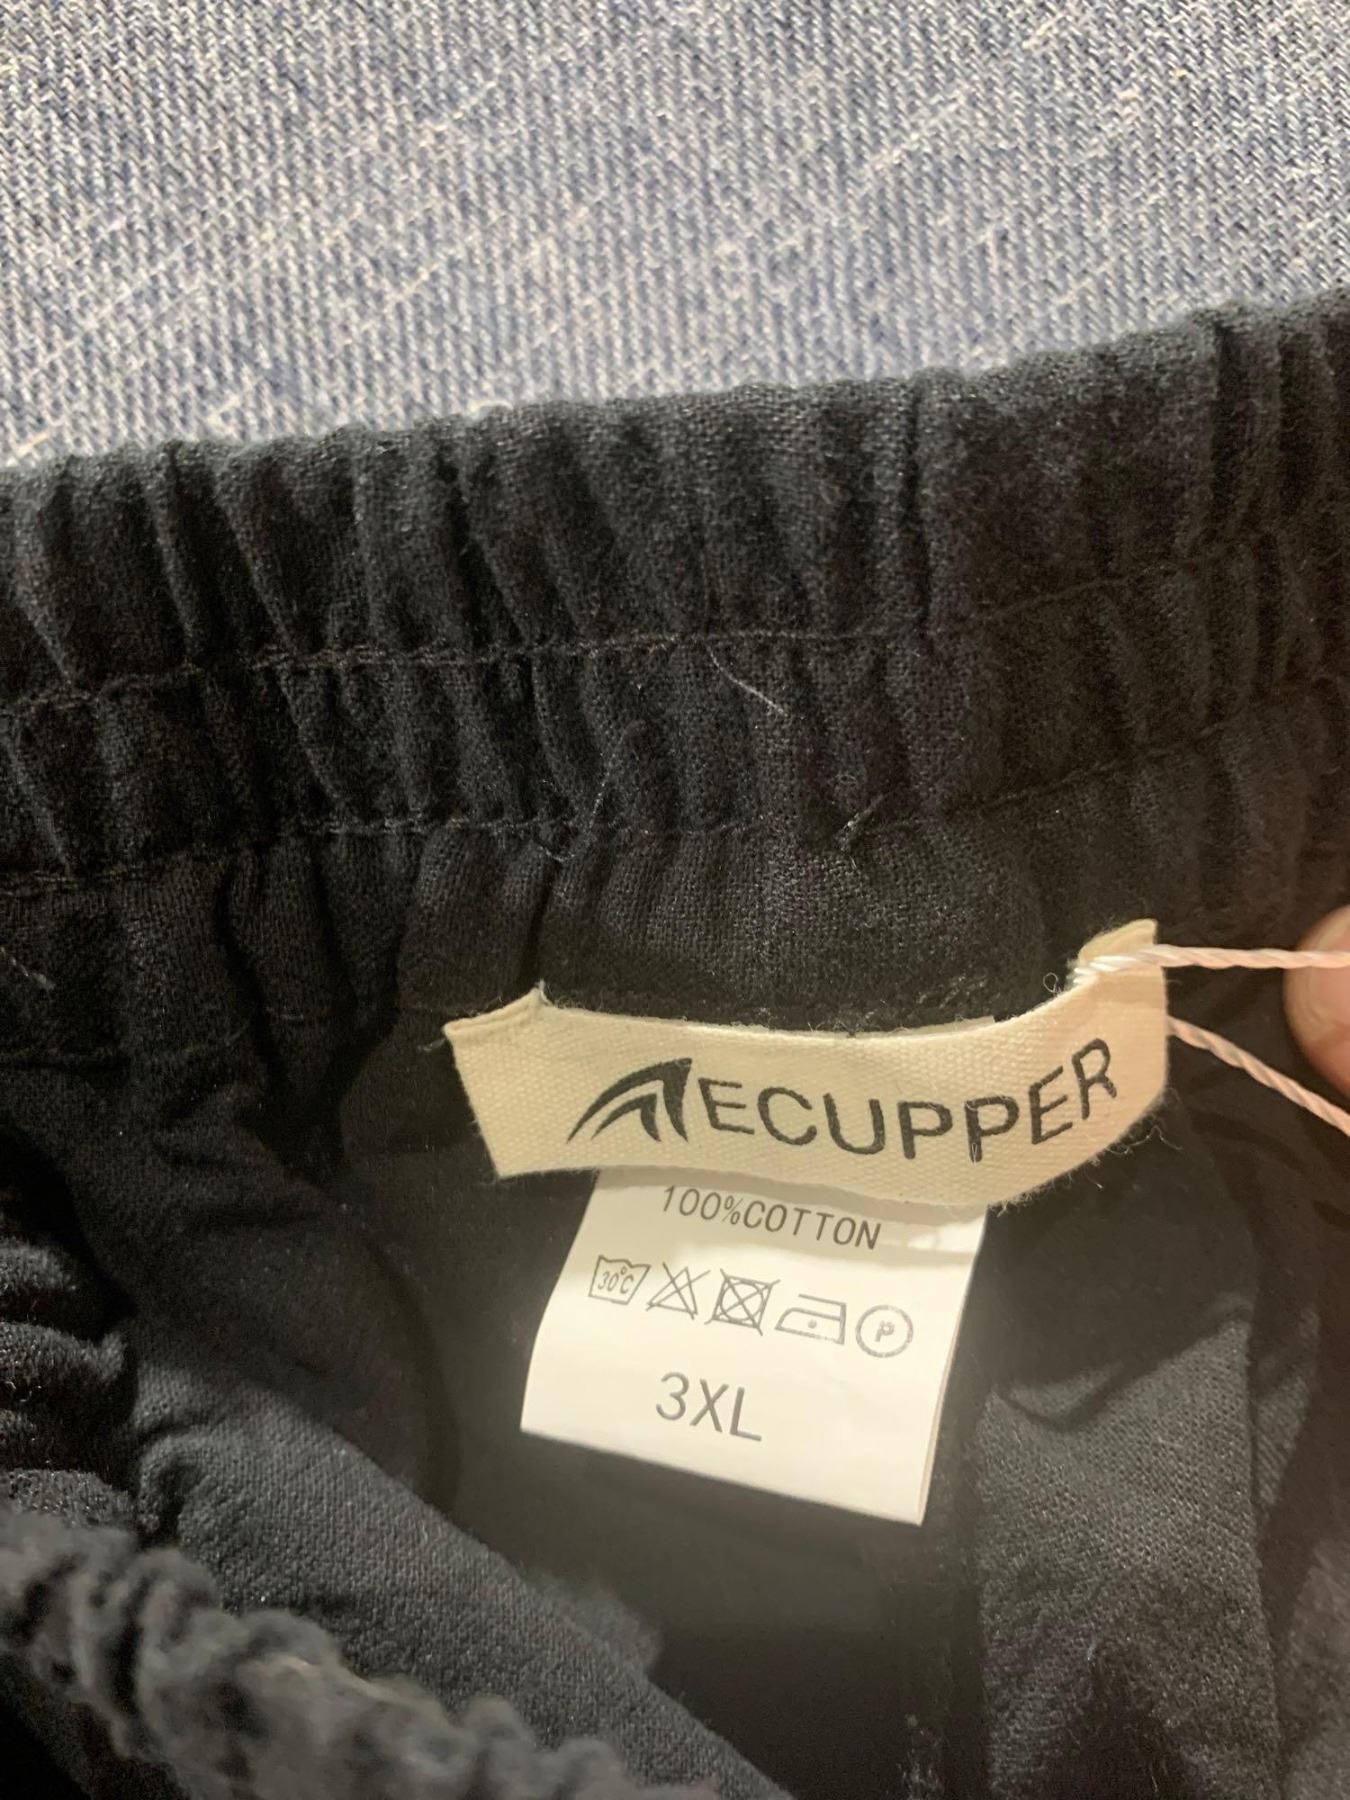 ECUPPER
100%COTTON
30°C P
3XL